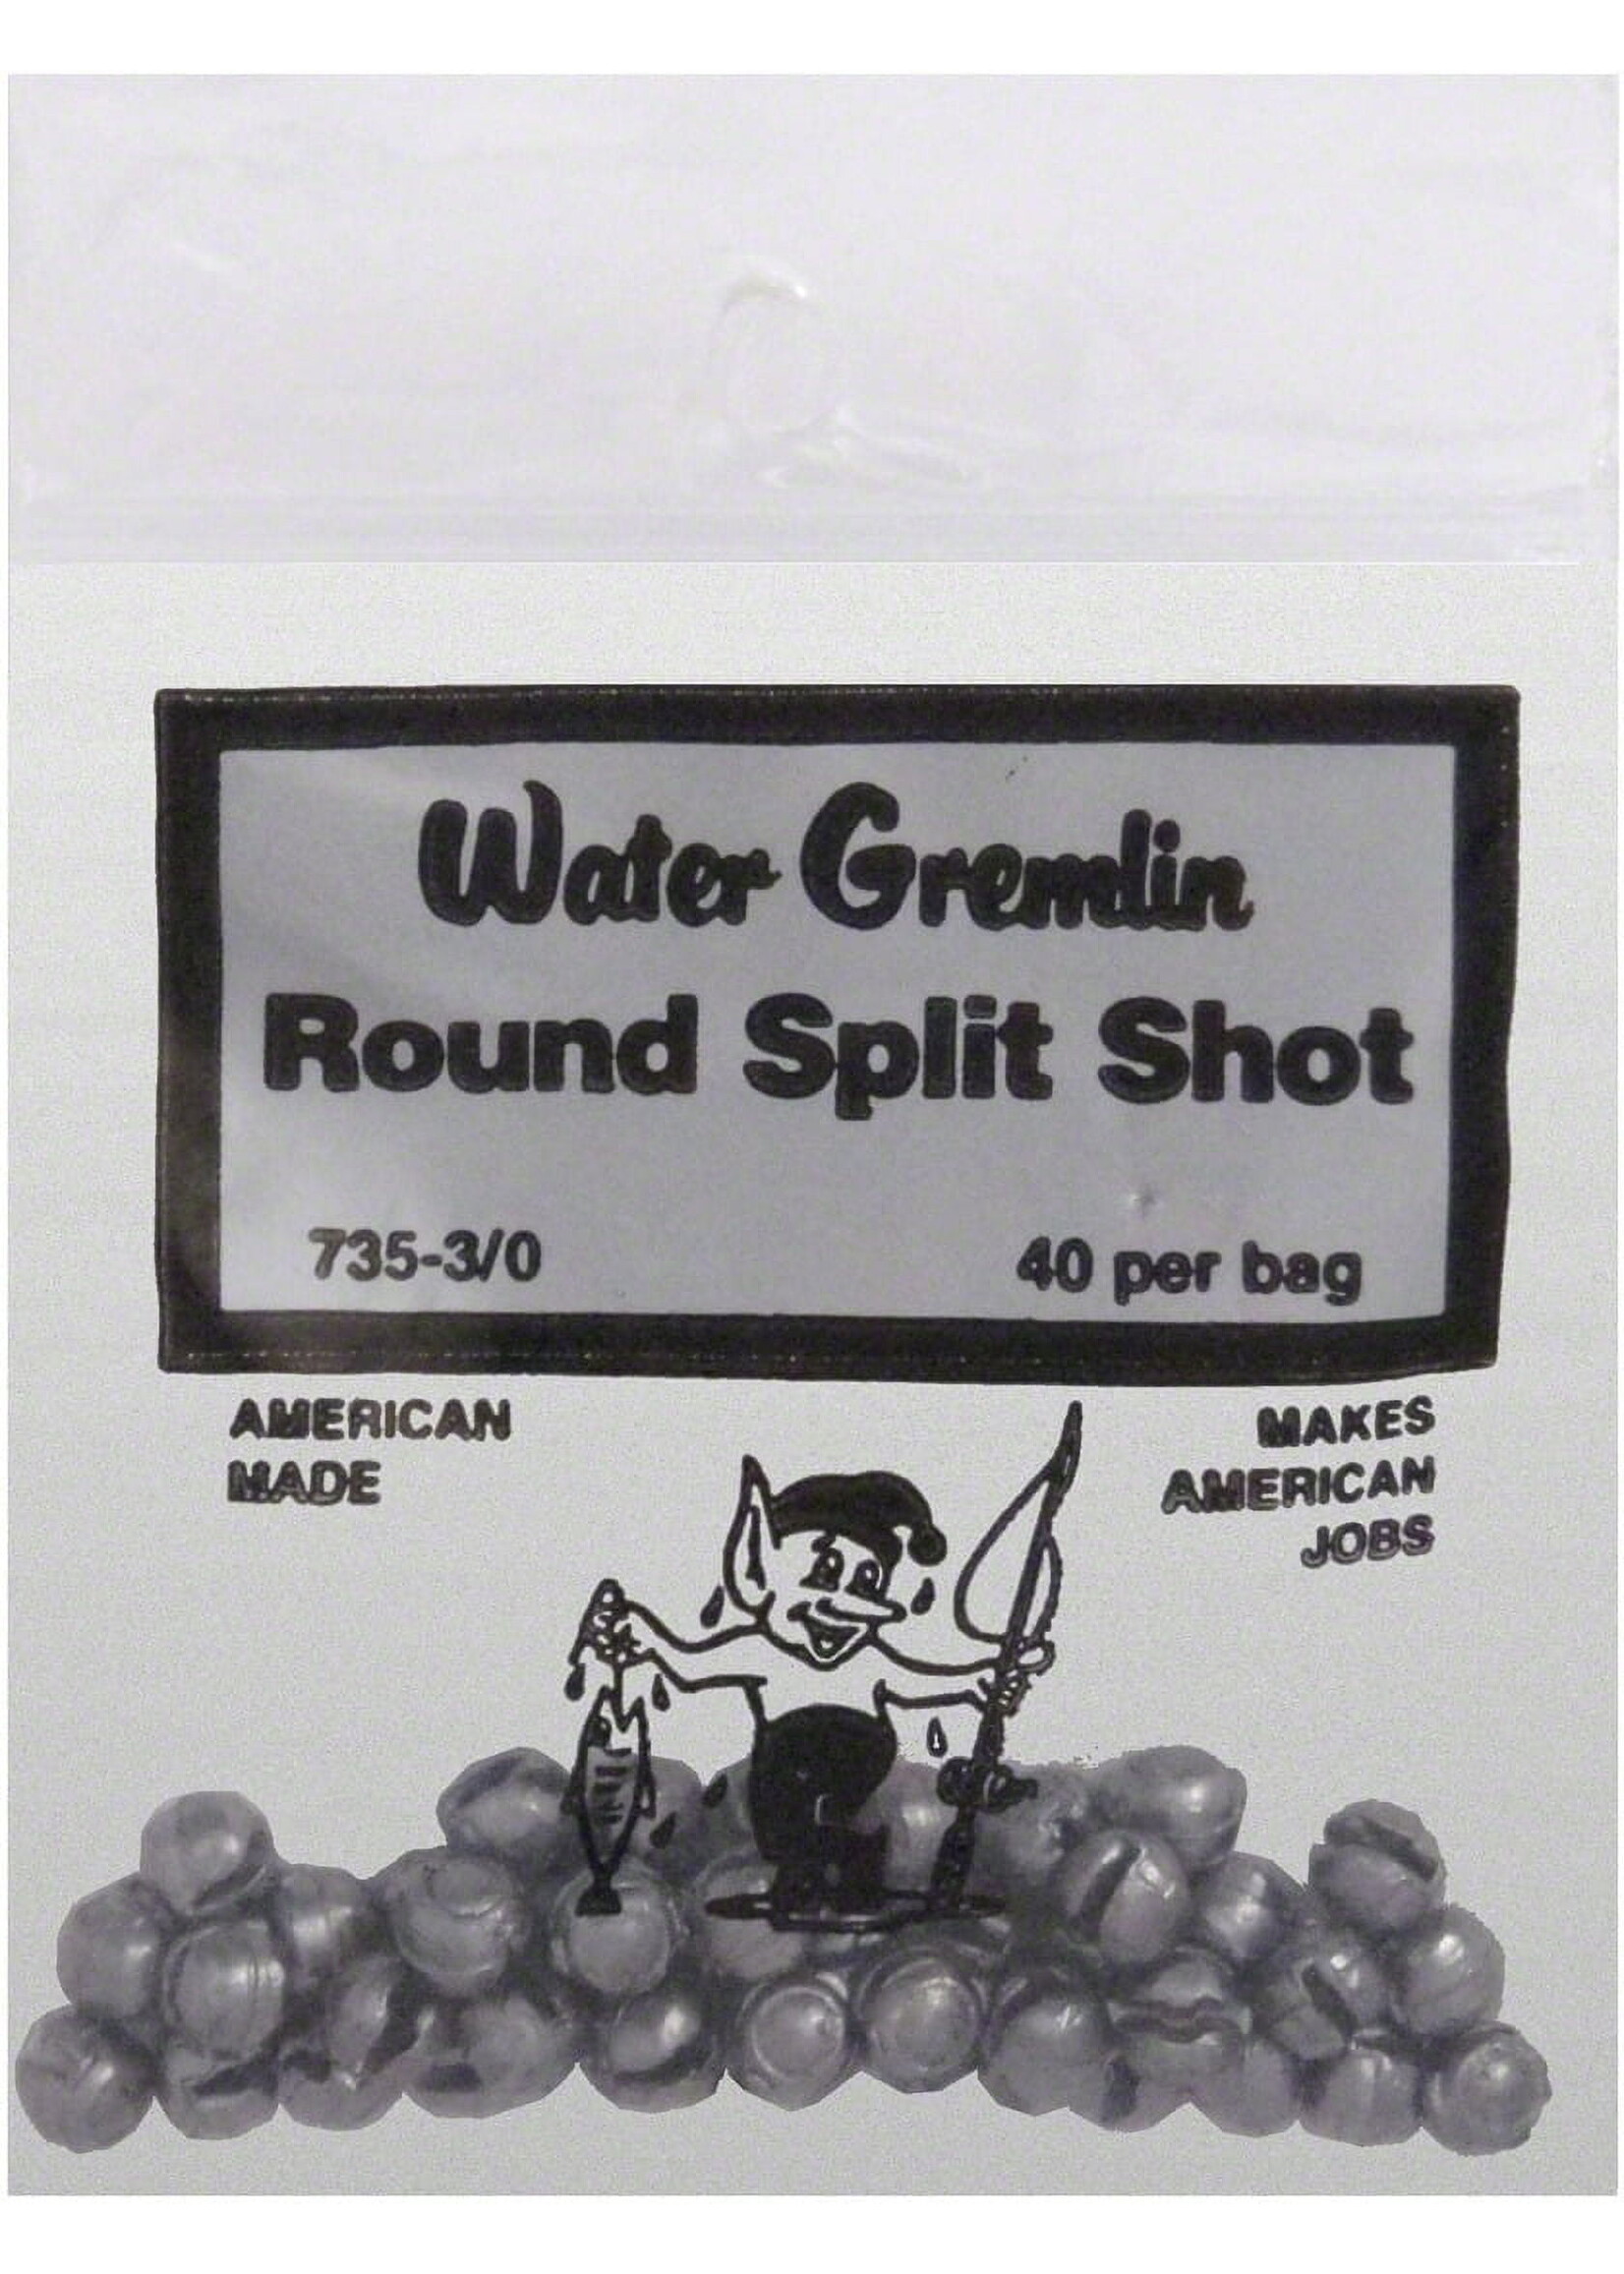 Water Gremlin
Round Split Shot
735-3/0
40 per bag
AMERICAN
MADE
MAKES
AMERICAN
JOBS